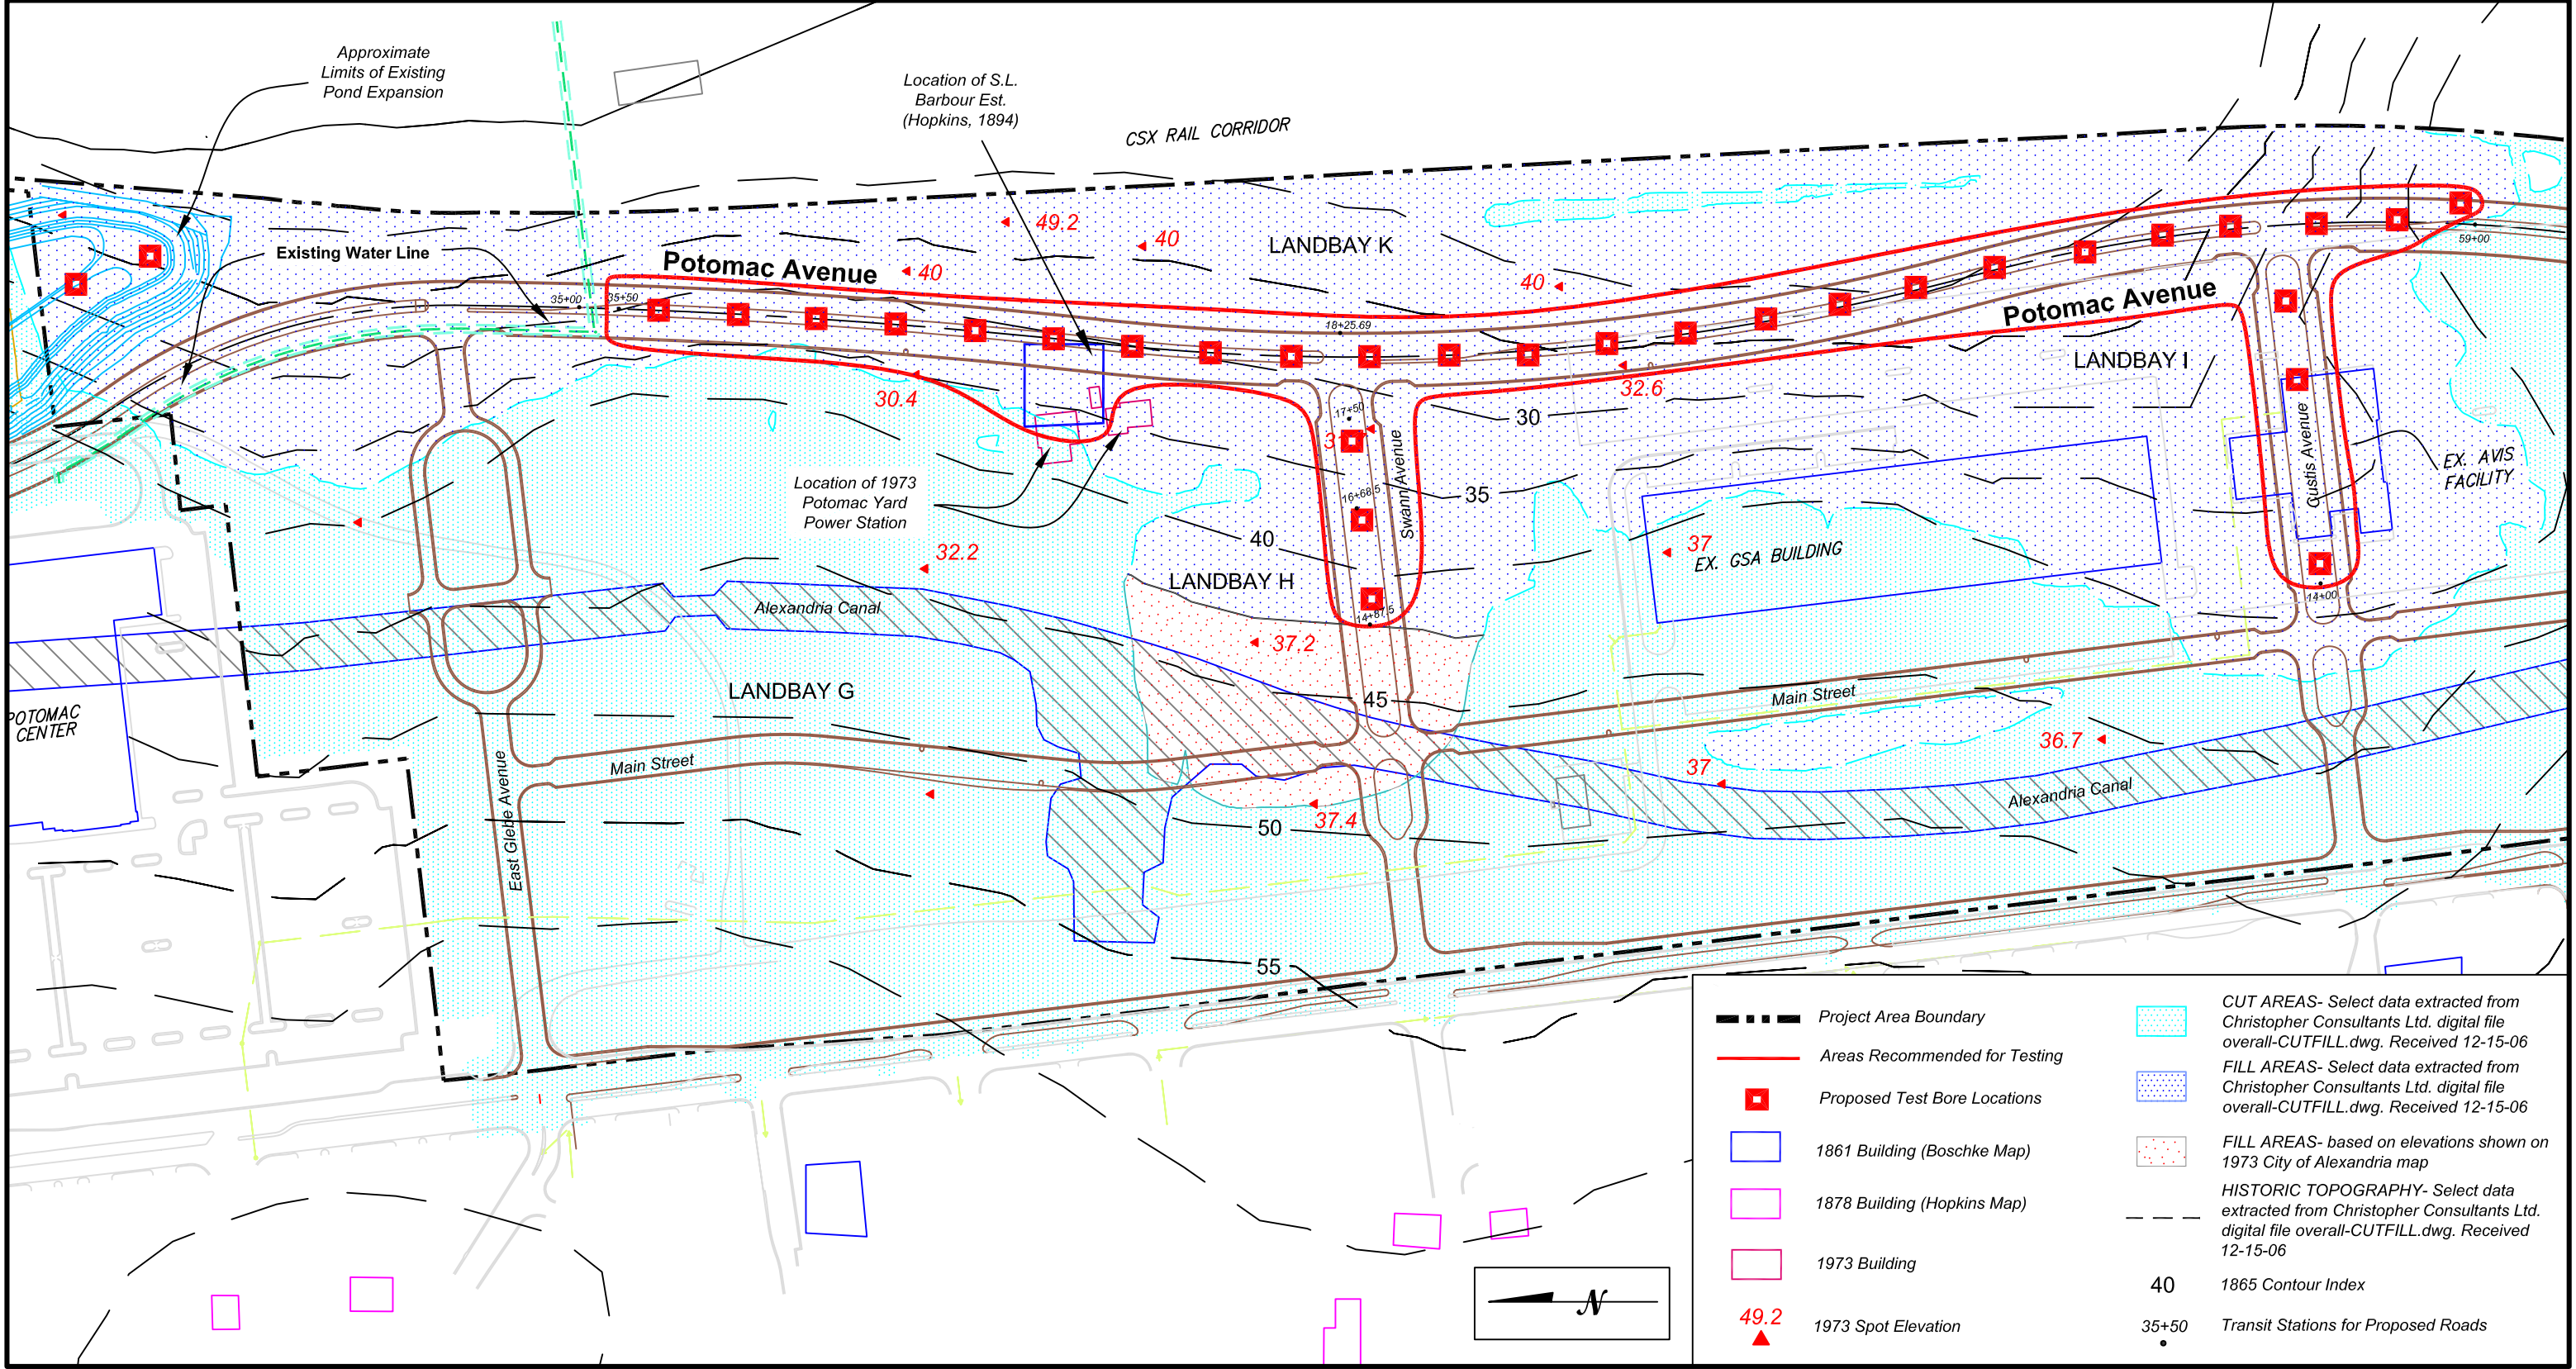 Approximate
Limits of Existing
Pond Expansion
Location of S.L.
Barbour Est.
(Hopkins, 1894)
CSX RAIL CORRIDOR
Existing Water Line
Potomac Avenue
49.2
40
40
LANDBAY K
40
35+00
35+50
18+25.69
59+00
Potomac Avenue
LANDBAY I
30.4
32.6
30
17+50
Swann Avenue
16+68.5
35
Custis Avenue
EX. AVIS
FACILITY
Location of 1973
Potomac Yard
Power Station
40
32.2
37
EX. GSA BUILDING
LANDBAY H
Alexandria Canal
14+87.5
14+00
37.2
LANDBAY G
45
Main Street
POTOMAC
CENTER
Main Street
East Glebe Avenue
37
36.7
Alexandria Canal
37.4
50
55
Project Area Boundary
Areas Recommended for Testing
Proposed Test Bore Locations
1861 Building (Boschke Map)
1878 Building (Hopkins Map)
1973 Building
49.2
1973 Spot Elevation
CUT AREAS- Select data extracted from
Christopher Consultants Ltd. digital file
overall-CUTFILL.dwg. Received 12-15-06
FILL AREAS- Select data extracted from
Christopher Consultants Ltd. digital file
overall-CUTFILL.dwg. Received 12-15-06
FILL AREAS- based on elevations shown on
1973 City of Alexandria map
HISTORIC TOPOGRAPHY- Select data
extracted from Christopher Consultants Ltd.
digital file overall-CUTFILL.dwg. Received
12-15-06
40
1865 Contour Index
35+50
Transit Stations for Proposed Roads
N